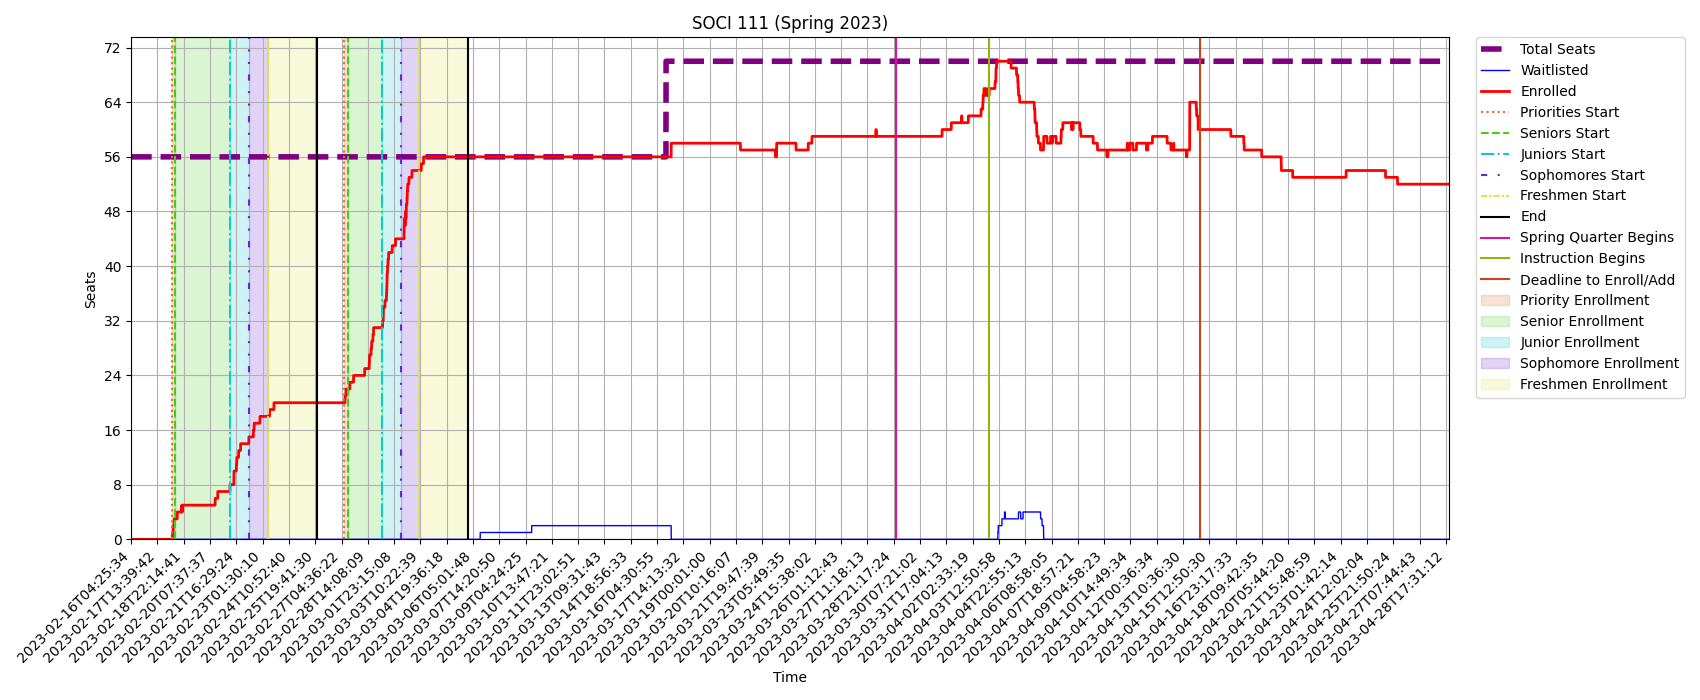 SOCI 111 (Spring 2023)
Seats
72
64
56
48
40
32
24
16
8
0
2023-02-16T04:25:34
2023-02-17T13:39:42
2023-02-18T22:14:41
2023-02-20T07:37:37
2023-02-21T16:29:24
2023-02-23T01:30:10
2023-02-24T10:52:40
2023-02-25T19:41:30
2023-02-27T04:36:22
2023-02-28T14:08:09
2023-03-01T23:15:08
2023-03-03T10:22:39
2023-03-04T19:36:18
2023-03-06T05:01:48
2023-03-07T14:20:50
2023-03-09T04:24:25
2023-03-10T13:47:21
2023-03-11T23:02:51
2023-03-13T09:31:43
2023-03-14T18:56:33
2023-03-16T04:30:55
2023-03-17T14:13:32
2023-03-19T00:01:00
2023-03-20T10:16:07
2023-03-21T19:47:39
2023-03-23T05:49:35
2023-03-24T15:38:02
2023-03-26T01:12:43
2023-03-27T11:18:13
2023-03-28T21:17:24
2023-03-30T07:21:02
2023-03-31T17:04:13
2023-04-02T02:33:19
2023-04-03T12:50:58
2023-04-04T22:55:13
2023-04-06T08:58:05
2023-04-07T18:57:21
2023-04-09T04:58:23
2023-04-10T14:49:34
2023-04-12T00:36:34
2023-04-13T10:36:30
2023-04-15T12:50:30
2023-04-16T23:17:33
2023-04-18T09:42:35
2023-04-20T05:44:20
2023-04-21T15:48:59
2023-04-23T01:42:14
2023-04-24T12:02:04
2023-04-25T21:50:24
2023-04-27T07:44:43
2023-04-28T17:31:12
Time
Total Seats
Waitlisted
Enrolled
Priorities Start
Seniors Start
Juniors Start
Sophomores Start
Freshmen Start
End
Spring Quarter Begins
Instruction Begins
Deadline to Enroll/Add
Priority Enrollment
Senior Enrollment
Junior Enrollment
Sophomore Enrollment
Freshmen Enrollment